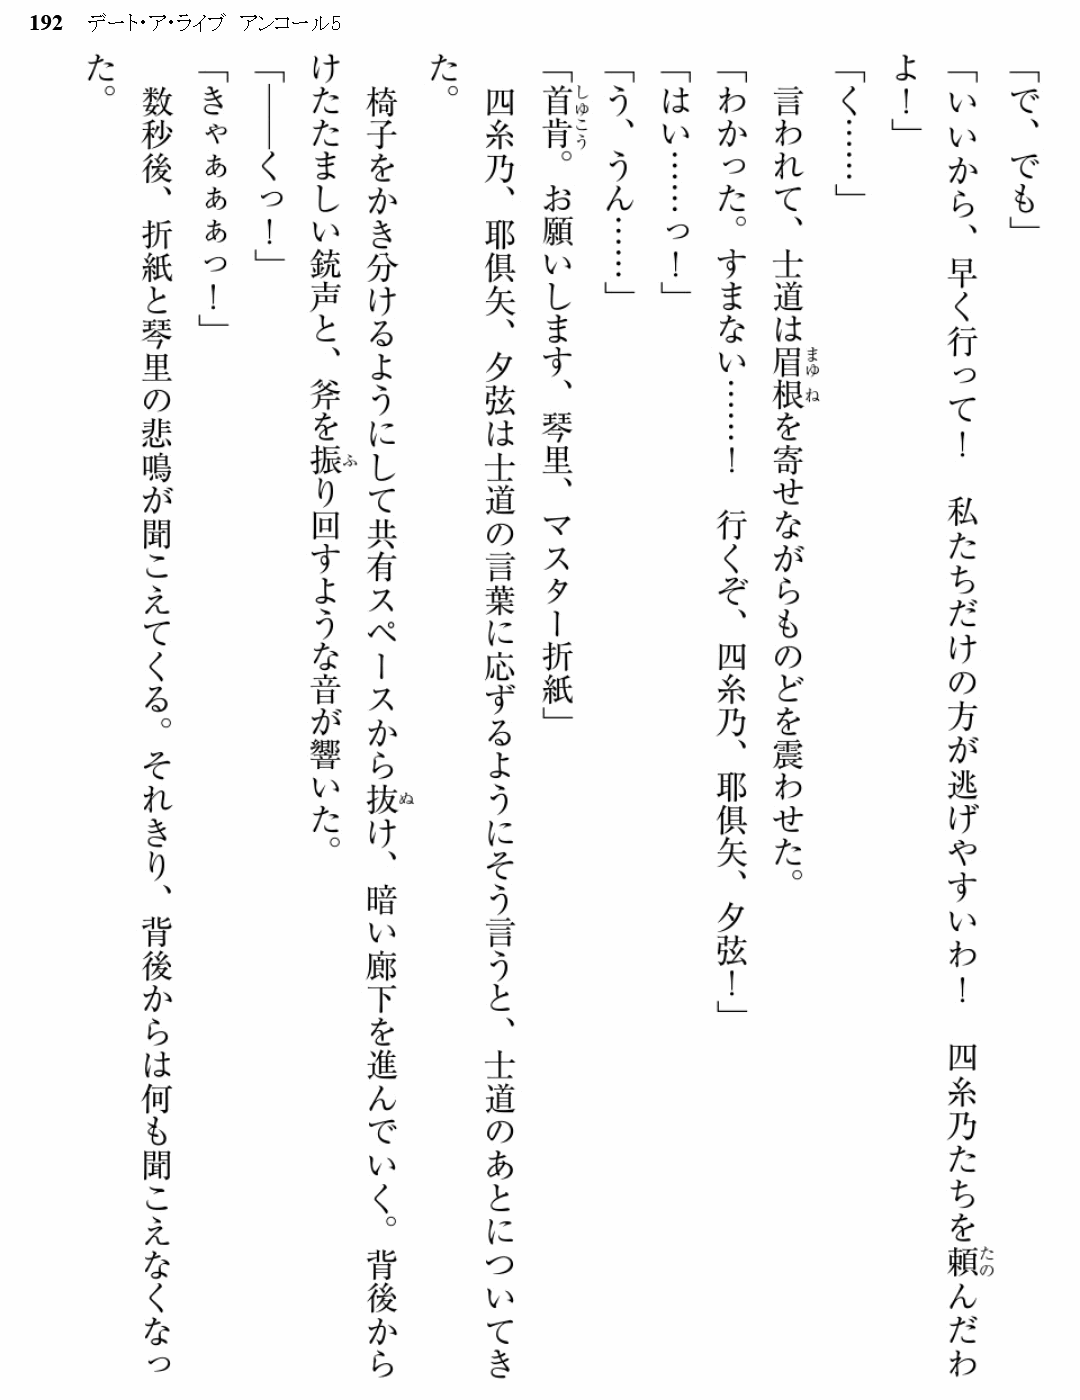 192 デート・ア・ライブ アンコール5
「で、でも」
「いいから、早く行って！　私たちだけの方が逃げやすいわ！　四糸乃たちを頼んだわ
よ！」
「く……」
言われて、士道は眉根を寄せながらものどを震わせた。
「わかった。すまない……！　行くぞ、四糸乃、耶倶矢、夕弦！」
「はい……っ！」
「う、うん……」
「首肯。お願いします、琴里、マスター折紙」
四糸乃、耶倶矢、夕弦は士道の言葉に応ずるようにそう言うと、士道のあとについてき
た。
椅子をかき分けるようにして共有スペースから抜け、暗い廊下を進んでいく。背後から
けたたましい銃声と、斧を振り回すような音が響いた。
「――くっ！」
「きゃぁぁぁっ！」
数秒後、折紙と琴里の悲鳴が聞こえてくる。それきり、背後からは何も聞こえなくなっ
た。